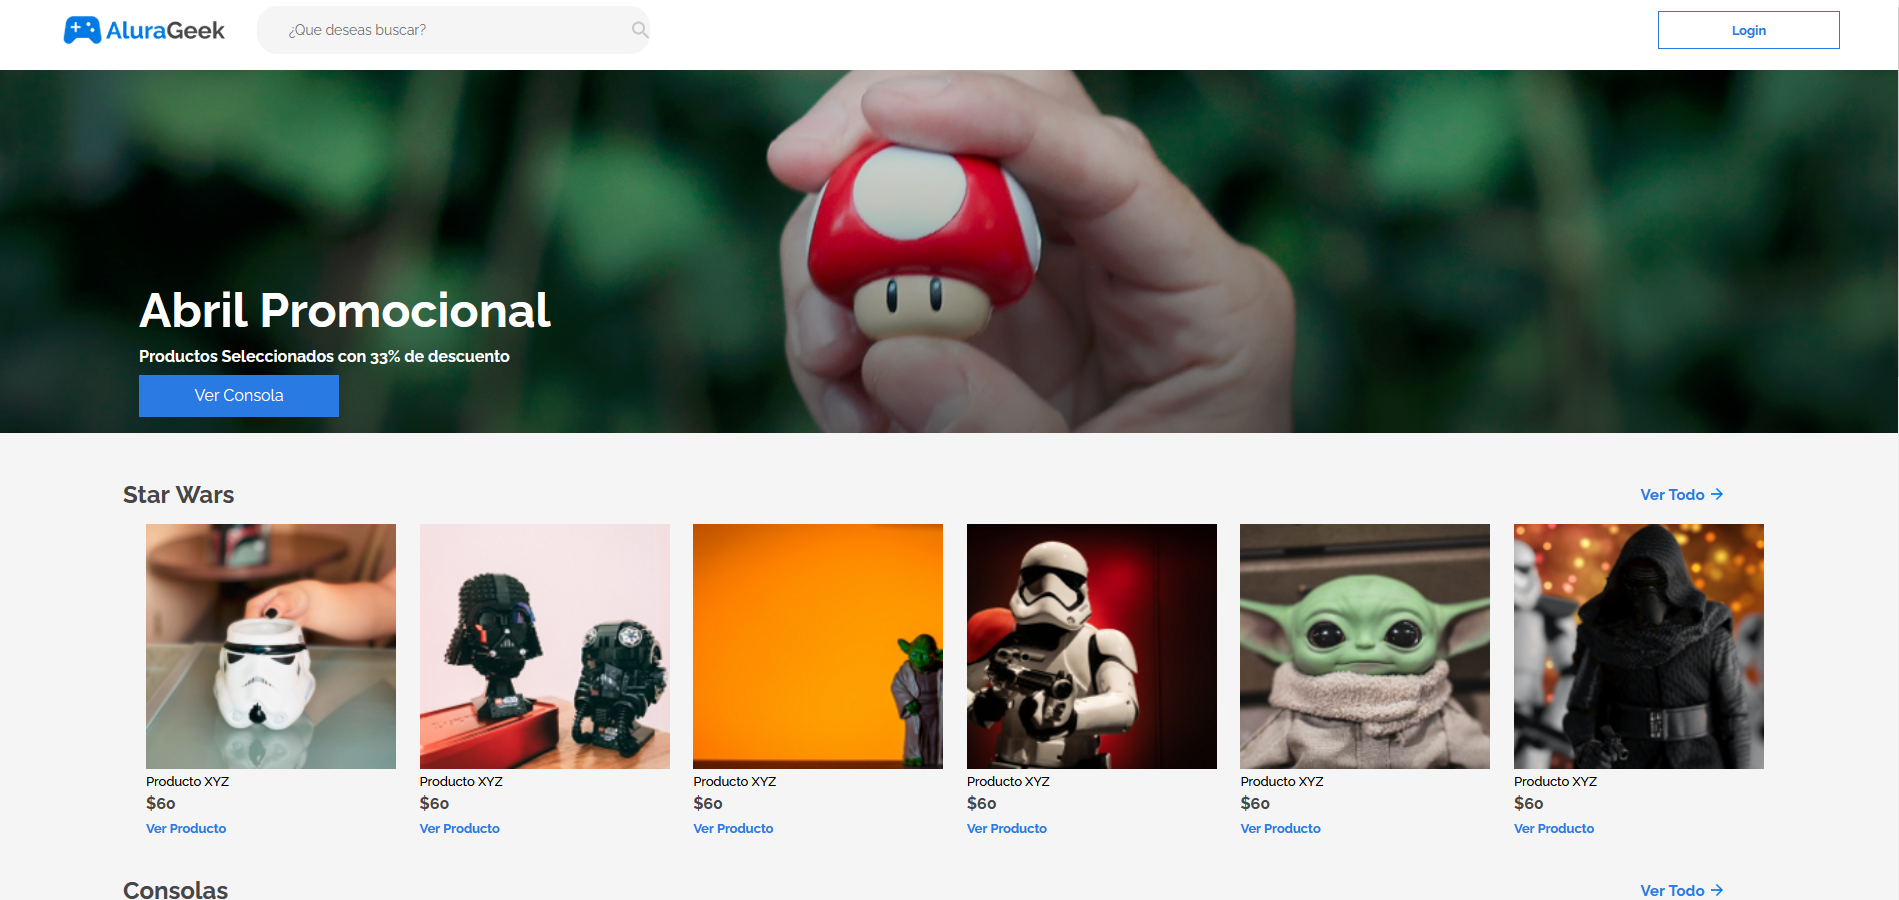 AluraGeek
¿Que deseas buscar?
Login
Abril Promocional
Productos Seleccionados con 33% de descuento
Ver Consola
Star Wars
Ver Todo →
Producto XYZ
$60
Ver Producto
Producto XYZ
$60
Ver Producto
Producto XYZ
$60
Ver Producto
Producto XYZ
$60
Ver Producto
Producto XYZ
$60
Ver Producto
Producto XYZ
$60
Ver Producto
Consolas
Ver Todo →